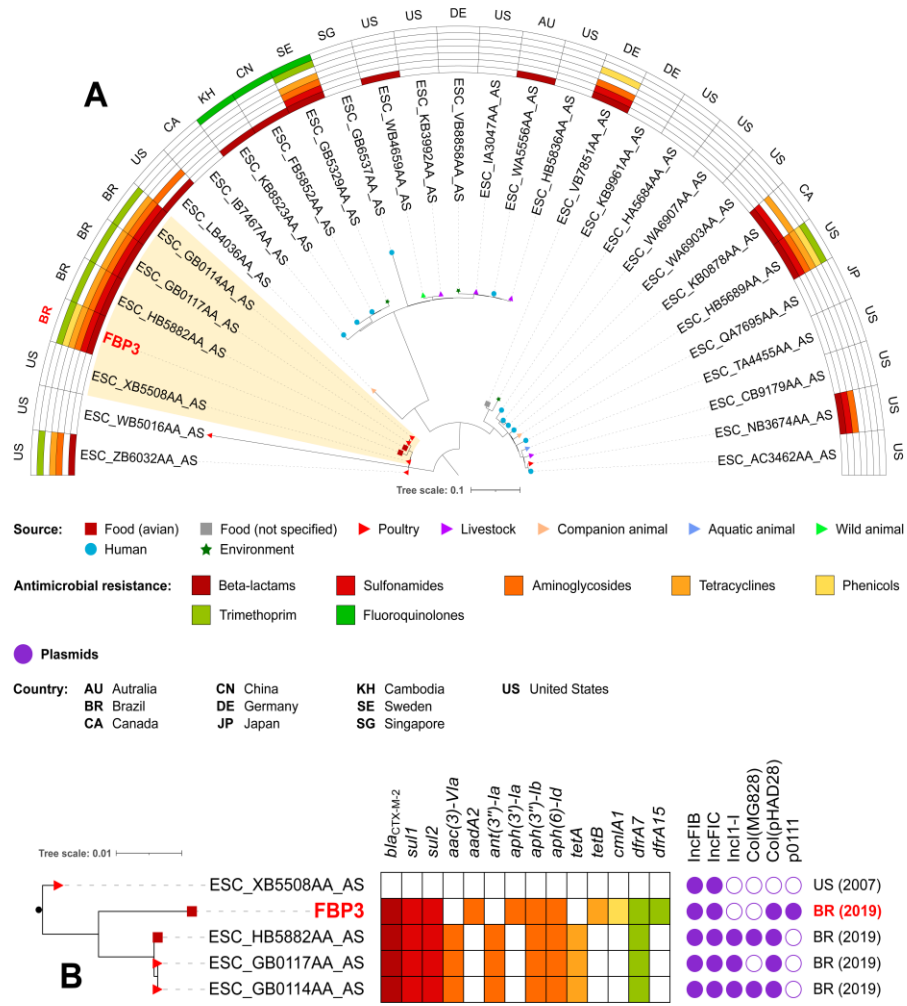 A
US
US
US
BR
BR
BR
BR
US
CA
KH
CN
SE
SG
US
US
DE
US
AU
US
DE
DE
US
US
US
US
CA
US
JP
US
US
US
US
ESC_ZB6032AA_AS
ESC_WB5016AA_AS
ESC_XB5508AA_AS
FBP3
ESC_HB5882AA_AS
ESC_GB0117AA_AS
ESC_GB0114AA_AS
ESC_LB4036AA_AS
ESC_IB7467AA_AS
ESC_KB8523AA_AS
ESC_FB5852AA_AS
ESC_GB5329AA_AS
ESC_GB6537AA_AS
ESC_WB4659AA_AS
ESC_KB3992AA_AS
ESC_VB8858AA_AS
ESC_IA3047AA_AS
ESC_WA5556AA_AS
ESC_HB5836AA_AS
ESC_VB7851AA_AS
ESC_KB9961AA_AS
ESC_HA5684AA_AS
ESC_WA6907AA_AS
ESC_WA6903AA_AS
ESC_KB0878AA_AS
ESC_HB5689AA_AS
ESC_QA7695AA_AS
ESC_TA4455AA_AS
ESC_CB9179AA_AS
ESC_NB3674AA_AS
ESC_AC3462AA_AS
Tree scale: 0.1
Source: Food (avian) Food (not specified) Poultry Livestock Companion animal Aquatic animal Wild animal
Human Environment
Antimicrobial resistance: Beta-lactams Sulfonamides Aminoglycosides Tetracyclines Phenicols
Trimethoprim Fluoroquinolones
Plasmids
Country: AU Autralia CN China KH Cambodia US United States
BR Brazil DE Germany SE Sweden
CA Canada JP Japan SG Singapore
blaCTX-M-2
sul1
sul2
aac(3)-VIa
aadA2
ant(3")-Ia
aph(3')-Ia
aph(3")-Ib
aph(6)-Id
tetA
tetB
cmlA1
dfrA7
dfrA15
IncFIB
IncFIC
IncI1-I
Col(MG828)
Col(pHAD28)
p0111
Tree scale: 0.01
ESC_XB5508AA_AS US (2007)
FBP3 BR (2019)
ESC_HB5882AA_AS BR (2019)
ESC_GB0117AA_AS BR (2019)
ESC_GB0114AA_AS BR (2019)
B